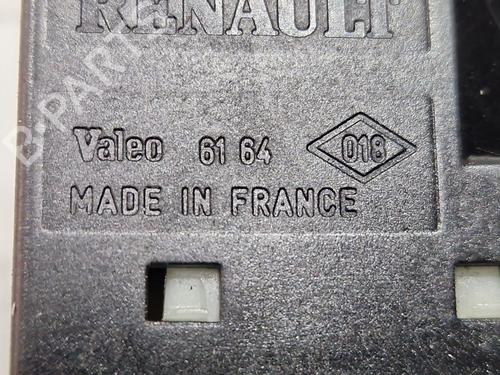 RENAULT
Valeo 61 64 018
MADE IN FRANCE
B-PARTS